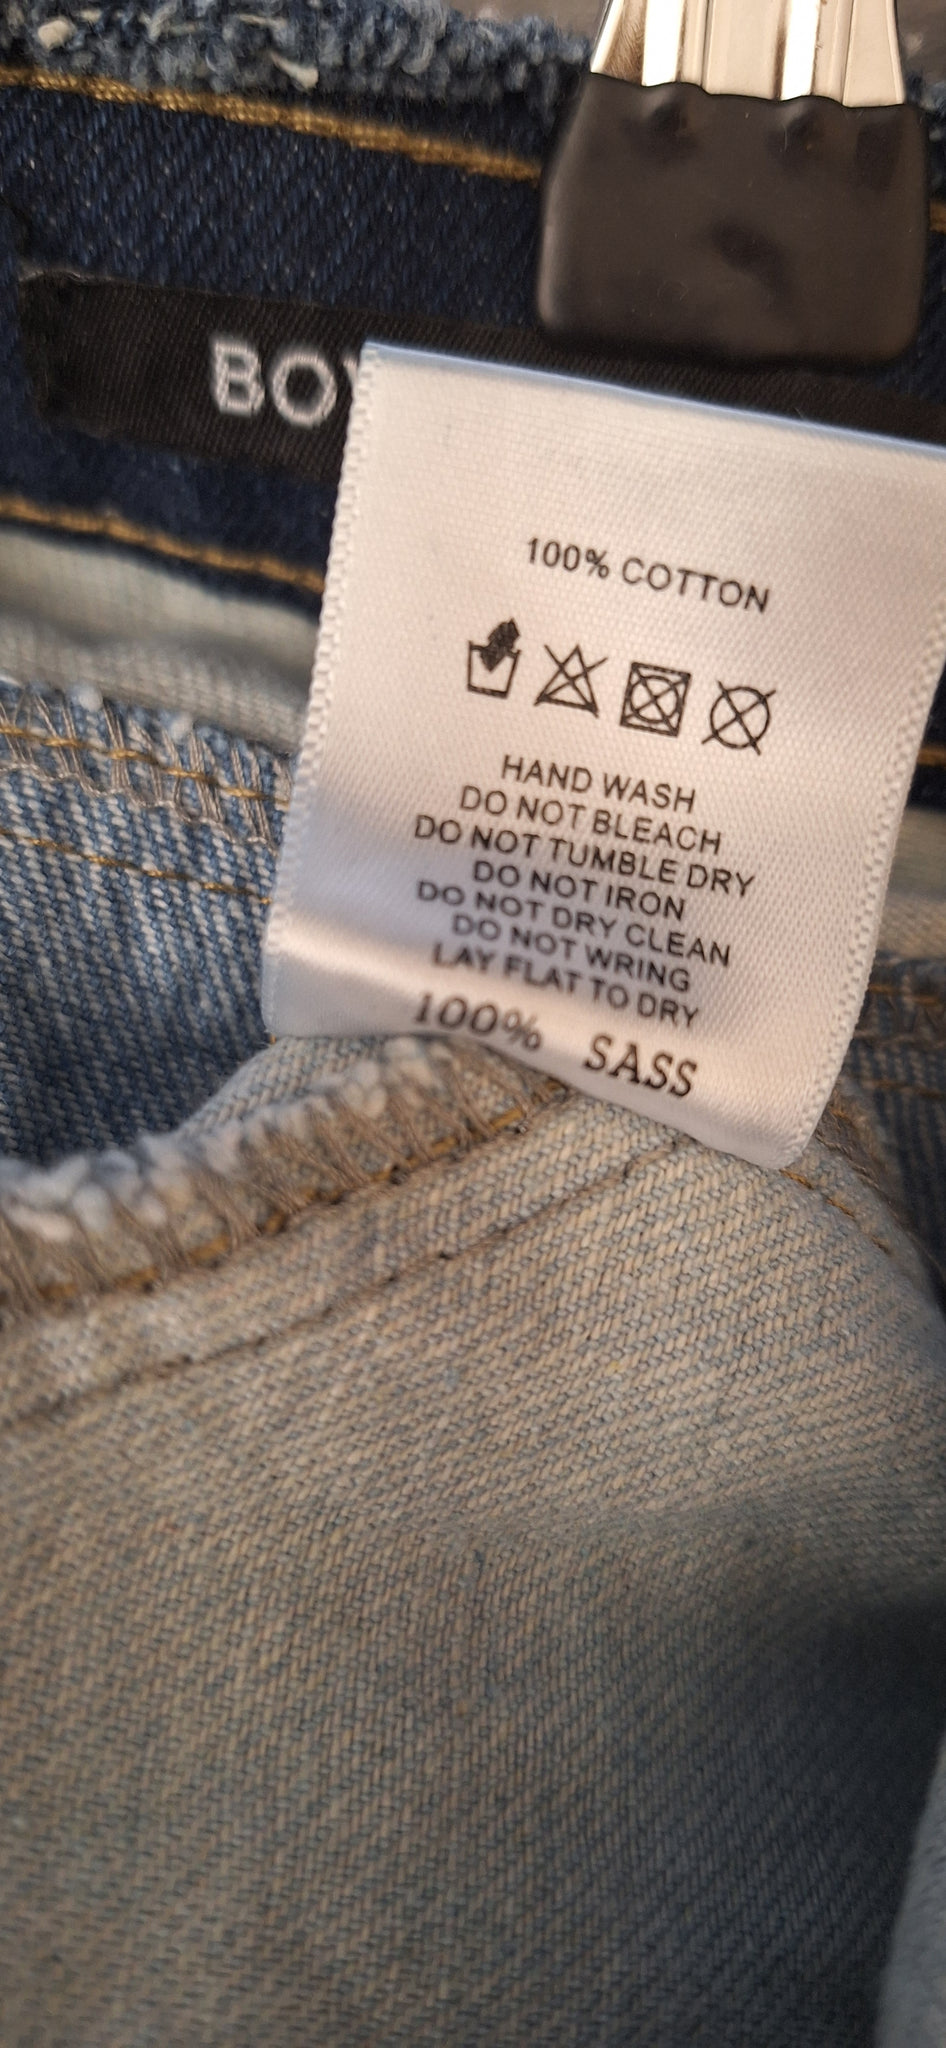 BOY
100% COTTON
HAND WASH
DO NOT BLEACH
DO NOT TUMBLE DRY
DO NOT IRON
DO NOT DRY CLEAN
DO NOT WRING
LAY FLAT TO DRY
100% SASS